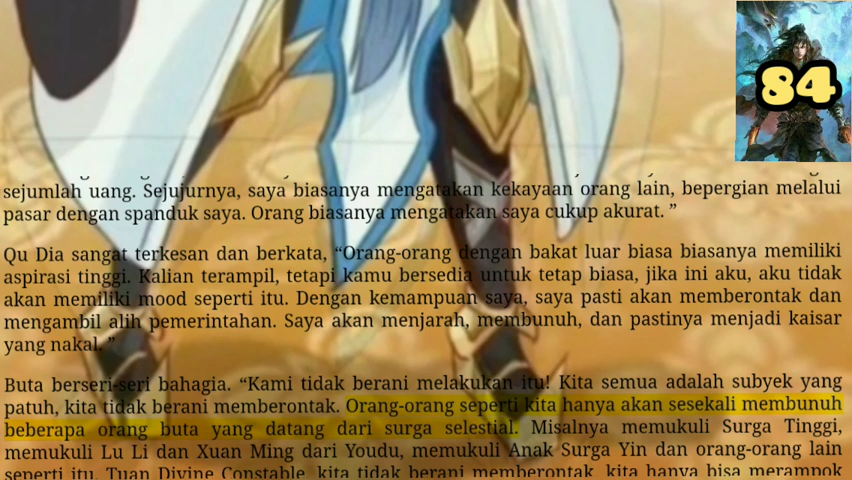 84
sejumlah uang. Sejujurnya, saya biasanya mengatakan kekayaan orang lain, bepergian melalui
pasar dengan spanduk saya. Orang biasanya mengatakan saya cukup akurat. ”
Qu Dia sangat terkesan dan berkata, “Orang-orang dengan bakat luar biasa biasanya memiliki
aspirasi tinggi. Kalian terampil, tetapi kamu bersedia untuk tetap biasa, jika ini aku, aku tidak
akan memiliki mood seperti itu. Dengan kemampuan saya, saya pasti akan memberontak dan
mengambil alih pemerintahan. Saya akan menjarah, membunuh, dan pastinya menjadi kaisar
yang nakal. ”
Buta berseri-seri bahagia. “Kami tidak berani melakukan itu! Kita semua adalah subyek yang
patuh, kita tidak berani memberontak. Orang-orang seperti kita hanya akan sesekali membunuh
beberapa orang buta yang datang dari surga selestial. Misalnya memukuli Surga Tinggi,
memukuli Lu Li dan Xuan Ming dari Youdu, memukuli Anak Surga Yin dan orang-orang lain
seperti itu. Tuan Divine Constable, kita tidak berani memberontak, kita hanya bisa merampok